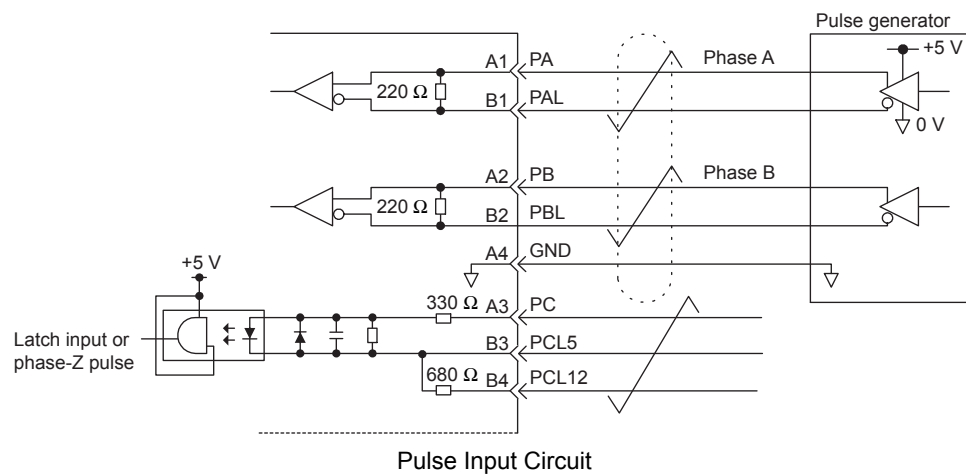 Pulse generator
+5 V
A1 PA Phase A
220 Ω
B1 PAL
0 V
A2 PB Phase B
220 Ω
B2 PBL
A4 GND
+5 V
330 Ω A3 PC
Latch input or
phase-Z pulse
B3 PCL5
680 Ω B4 PCL12
Pulse Input Circuit